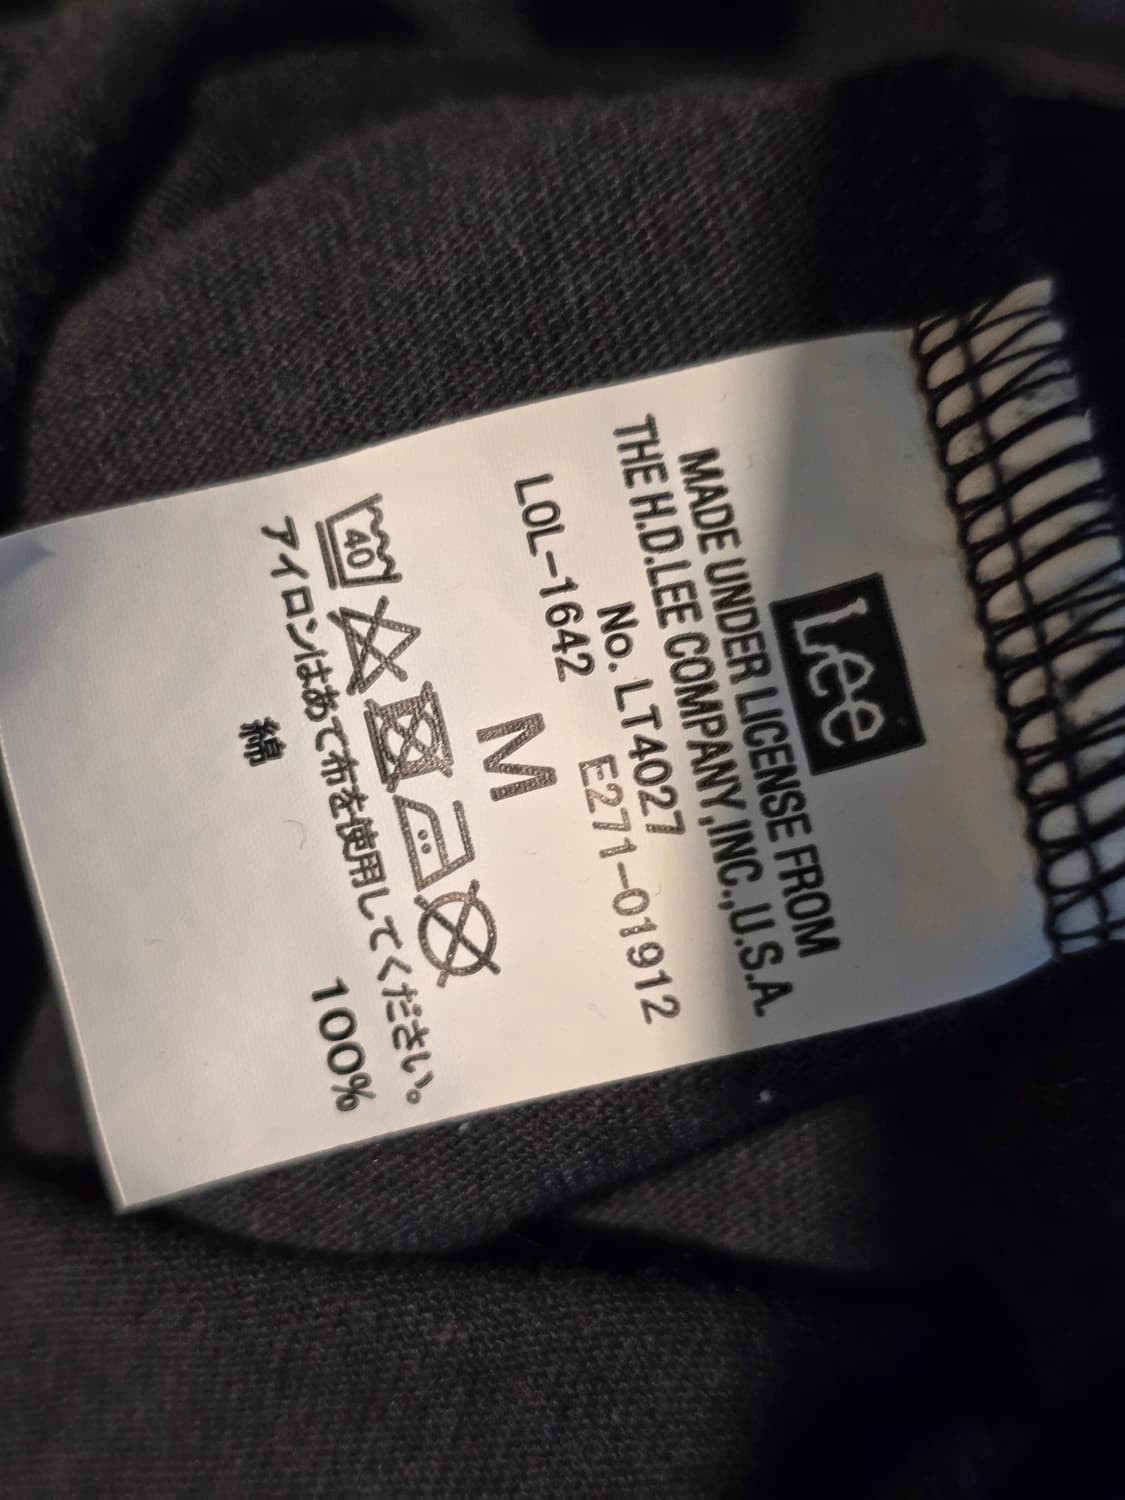 Lee
MADE UNDER LICENSE FROM
THE H.D.LEE COMPANY,INC.,U.S.A.
No. LT4027
LOL-1642 E271-01912
M
40
アイロンはあて布を使用してください。
綿 100%